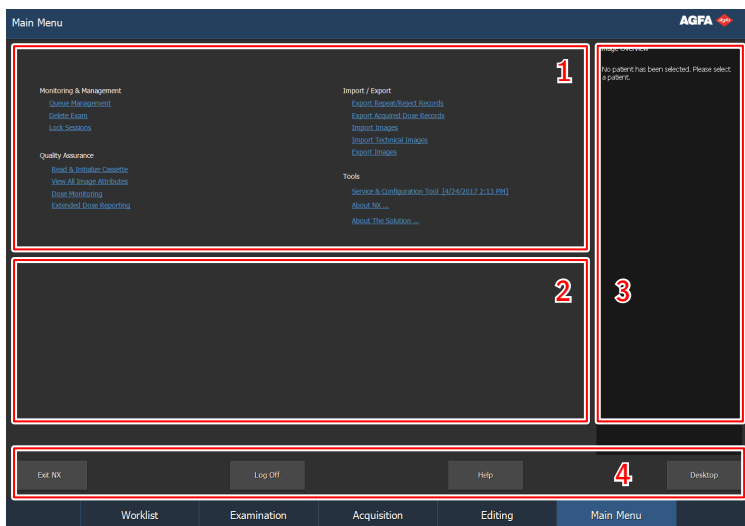 Main Menu
AGFA
1
Monitoring & Management
Queue Management
Delete Exam
Lock Sessions
Quality Assurance
Read & Initialize Cassette
View All Image Attributes
Dose Monitoring
Extended Dose Reporting
Import / Export
Export Repeat/Reject Records
Export Acquired Dose Records
Import Images
Import Technical Images
Export Images
Tools
Service & Configuration Tool [4/24/2017 2:13 PM]
About NX ...
About The Solution ...
Image Overview
No patient has been selected. Please select
a patient.
2
3
4
Exit NX
Log Off
Help
Desktop
Worklist
Examination
Acquisition
Editing
Main Menu